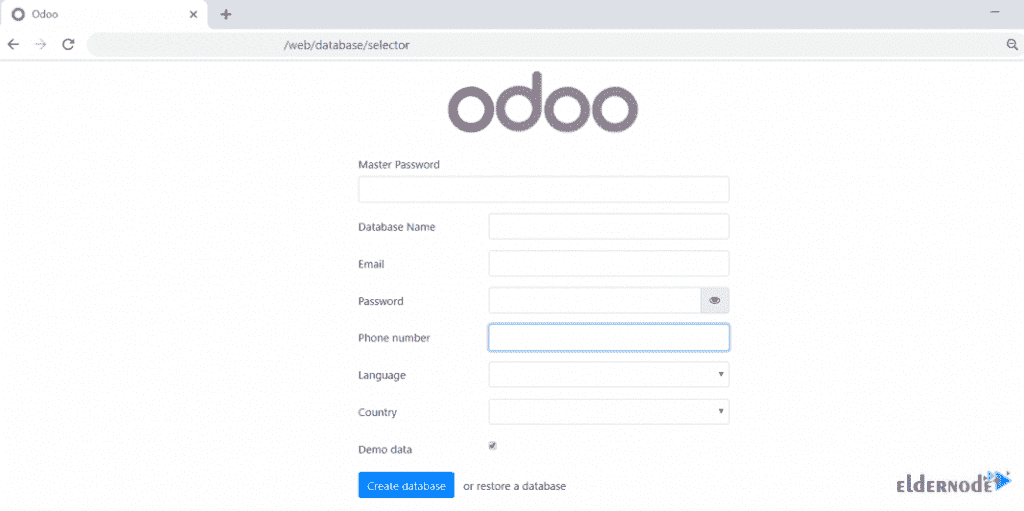 Odoo
/web/database/selector
odoo
Master Password
Database Name
Email
Password
Phone number
Language
Country
Demo data
Create database or restore a database
ELDERNODE